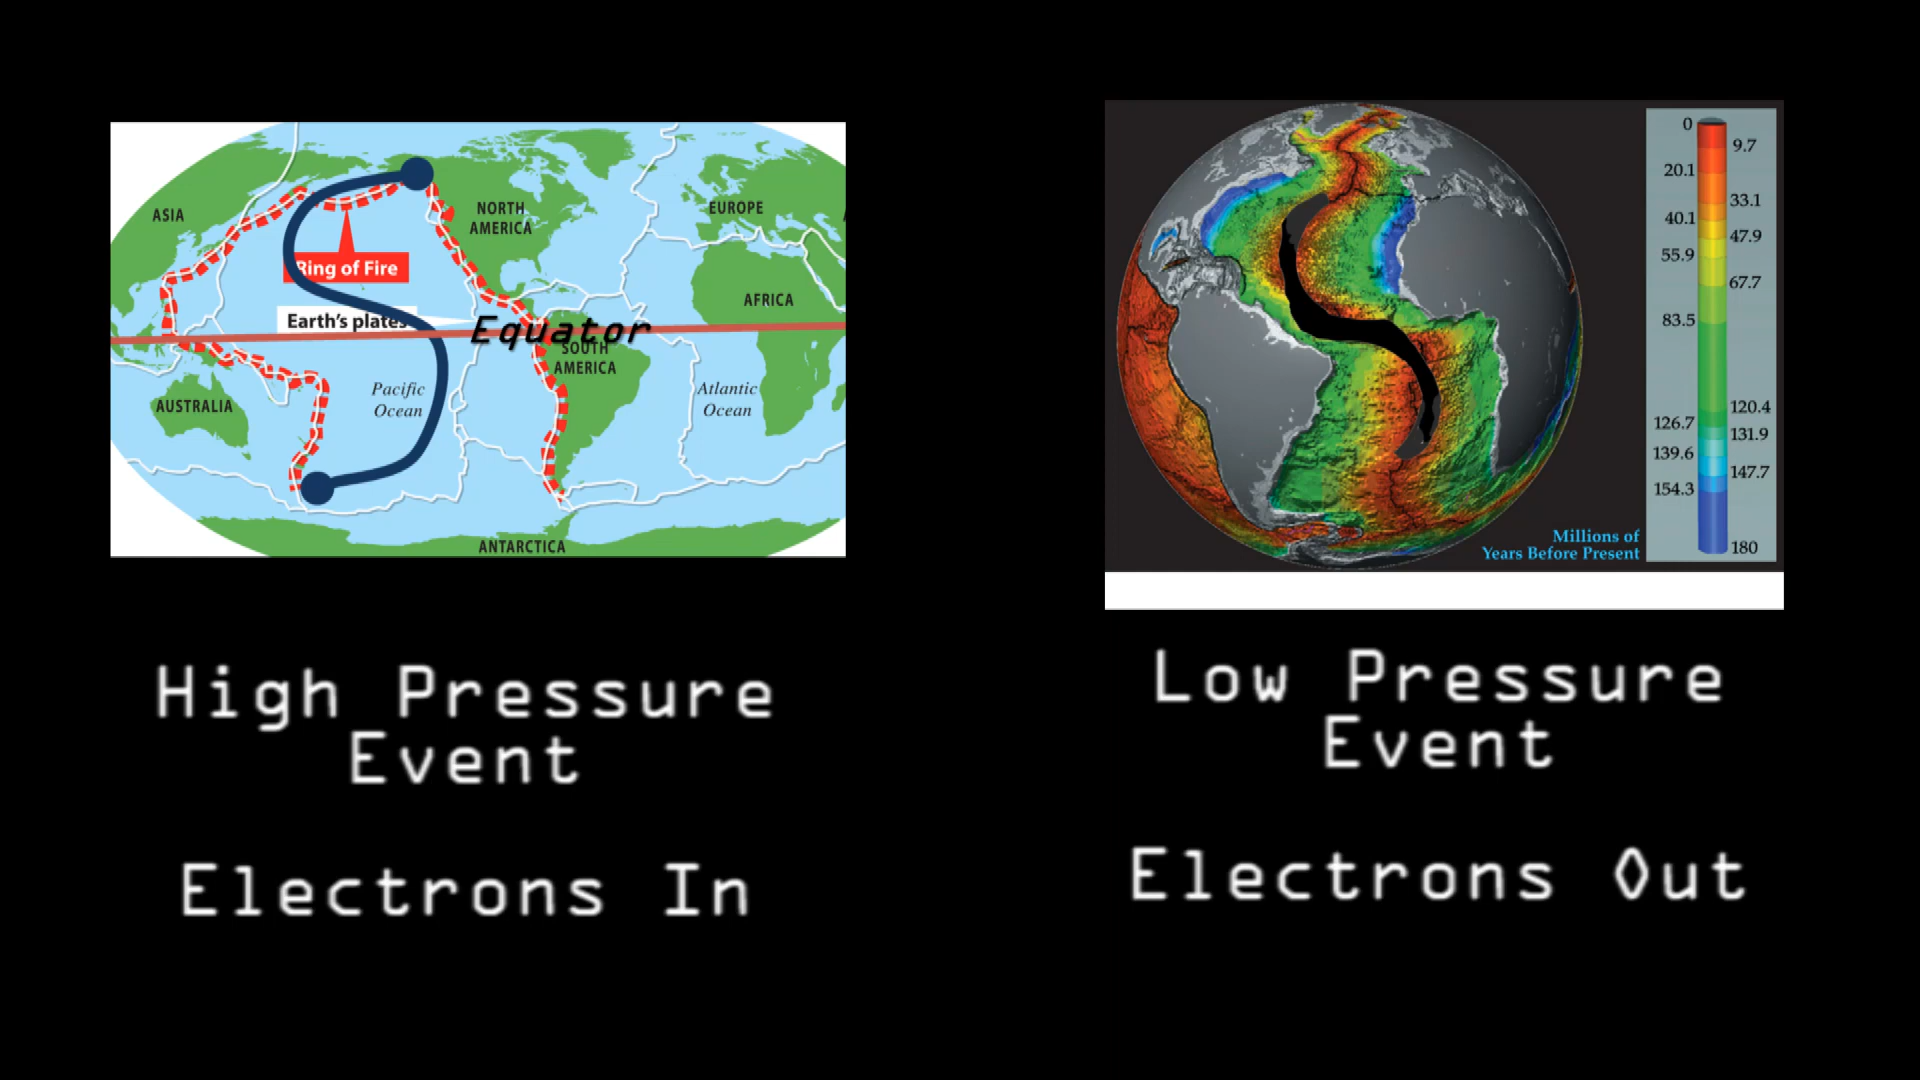 ASIA
NORTH
AMERICA
EUROPE
Ring of Fire
AFRICA
Earth's plates
Equator
SOUTH
AMERICA
Pacific
Ocean
Atlantic
Ocean
AUSTRALIA
ANTARCTICA
High Pressure
Event
Electrons In
0
9.7
20.1
33.1
40.1
47.9
55.9
67.7
83.5
120.4
126.7
131.9
139.6
147.7
154.3
180
Millions of
Years Before Present
Low Pressure
Event
Electrons Out